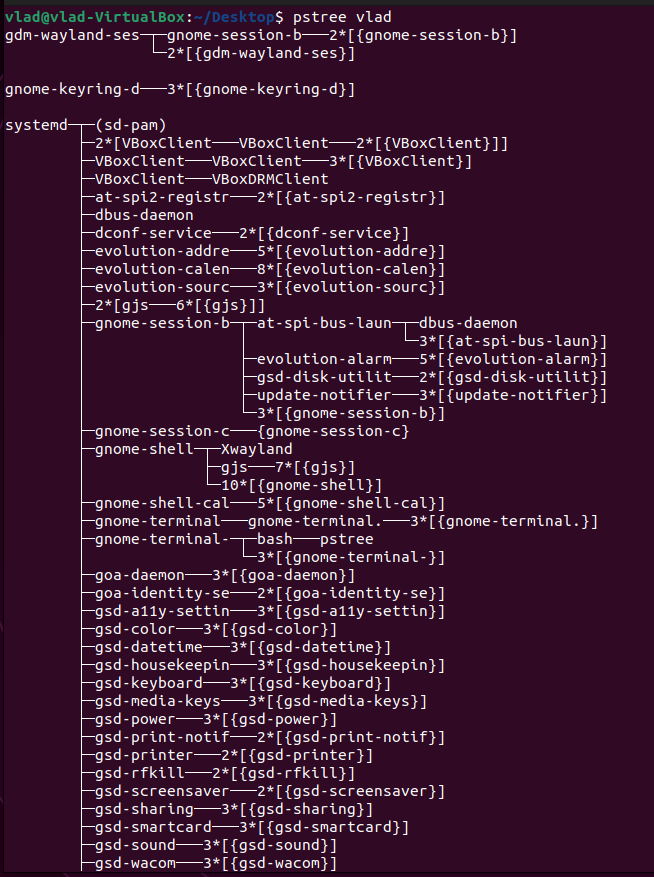 vlad@vlad-VirtualBox:~/Desktop$ pstree vlad
gdm-wayland-ses─┬─gnome-session-b───2*[{gnome-session-b}]
                └─2*[{gdm-wayland-ses}]

gnome-keyring-d───3*[{gnome-keyring-d}]

systemd─┬─(sd-pam)
        ├─2*[VBoxClient───VBoxClient───2*[{VBoxClient}]]
        ├─VBoxClient───VBoxClient───3*[{VBoxClient}]
        ├─VBoxClient───VBoxDRMClient
        ├─at-spi2-registr───2*[{at-spi2-registr}]
        ├─dbus-daemon
        ├─dconf-service───2*[{dconf-service}]
        ├─evolution-addre───5*[{evolution-addre}]
        ├─evolution-calen───8*[{evolution-calen}]
        ├─evolution-sourc───3*[{evolution-sourc}]
        ├─2*[gjs───6*[{gjs}]]
        ├─gnome-session-b─┬─at-spi-bus-laun─┬─dbus-daemon
        │                 │                 └─3*[{at-spi-bus-laun}]
        │                 ├─evolution-alarm───5*[{evolution-alarm}]
        │                 ├─gsd-disk-utilit───2*[{gsd-disk-utilit}]
        │                 ├─update-notifier───3*[{update-notifier}]
        │                 └─3*[{gnome-session-b}]
        ├─gnome-session-c───{gnome-session-c}
        ├─gnome-shell─┬─Xwayland
        │             ├─gjs───7*[{gjs}]
        │             └─10*[{gnome-shell}]
        ├─gnome-shell-cal───5*[{gnome-shell-cal}]
        ├─gnome-terminal───gnome-terminal.───3*[{gnome-terminal.}]
        ├─gnome-terminal-─┬─bash───pstree
        │                 └─3*[{gnome-terminal-}]
        ├─goa-daemon───3*[{goa-daemon}]
        ├─goa-identity-se───2*[{goa-identity-se}]
        ├─gsd-a11y-settin───3*[{gsd-a11y-settin}]
        ├─gsd-color───3*[{gsd-color}]
        ├─gsd-datetime───3*[{gsd-datetime}]
        ├─gsd-housekeepin───3*[{gsd-housekeepin}]
        ├─gsd-keyboard───3*[{gsd-keyboard}]
        ├─gsd-media-keys───3*[{gsd-media-keys}]
        ├─gsd-power───3*[{gsd-power}]
        ├─gsd-print-notif───2*[{gsd-print-notif}]
        ├─gsd-printer───2*[{gsd-printer}]
        ├─gsd-rfkill───2*[{gsd-rfkill}]
        ├─gsd-screensaver───2*[{gsd-screensaver}]
        ├─gsd-sharing───3*[{gsd-sharing}]
        ├─gsd-smartcard───3*[{gsd-smartcard}]
        ├─gsd-sound───3*[{gsd-sound}]
        ├─gsd-wacom───3*[{gsd-wacom}]